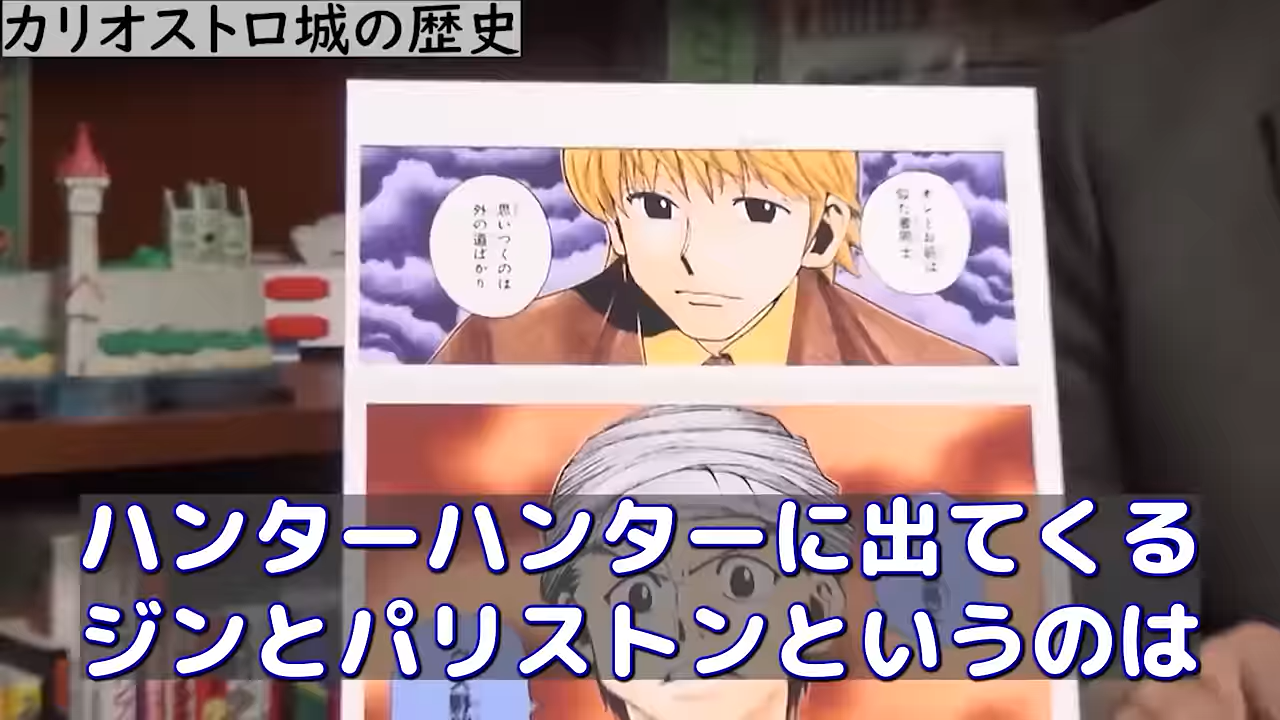 カリオストロ城の歴史
オレとお前は
似た者同士
思いつくのは
外の道ばかり
ハンターハンターに出てくる
ジンとパリストンというのは